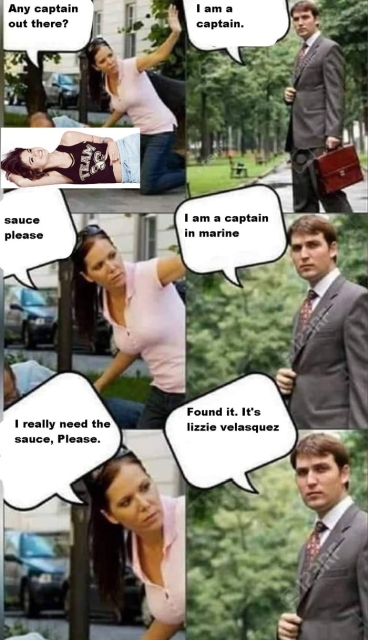 Any captain
out there?
I am a
captain.
TEAM
sauce
please
I am a captain
in marine
I really need the
sauce, Please.
Found it. It's
lizzie velasquez